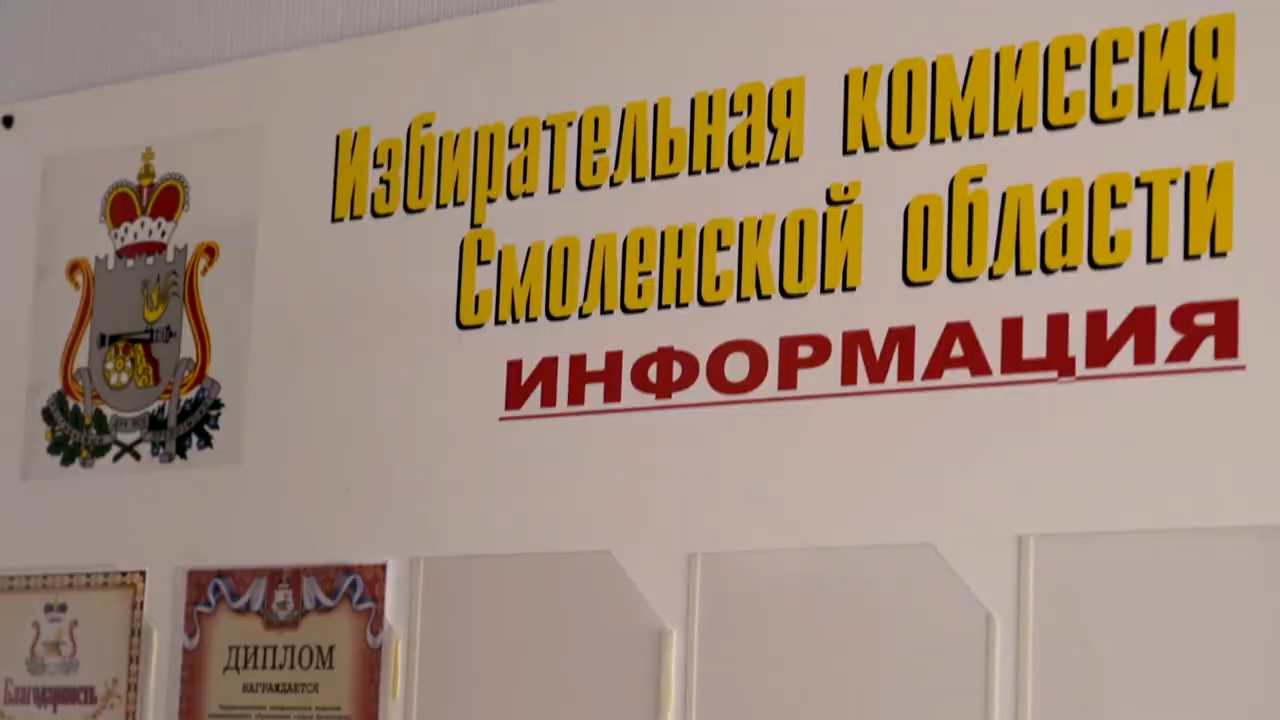 Избирательная комиссия
Смоленской области
ИНФОРМАЦИЯ
Благодарность
ДИПЛОМ
НАГРАЖДАЕТСЯ